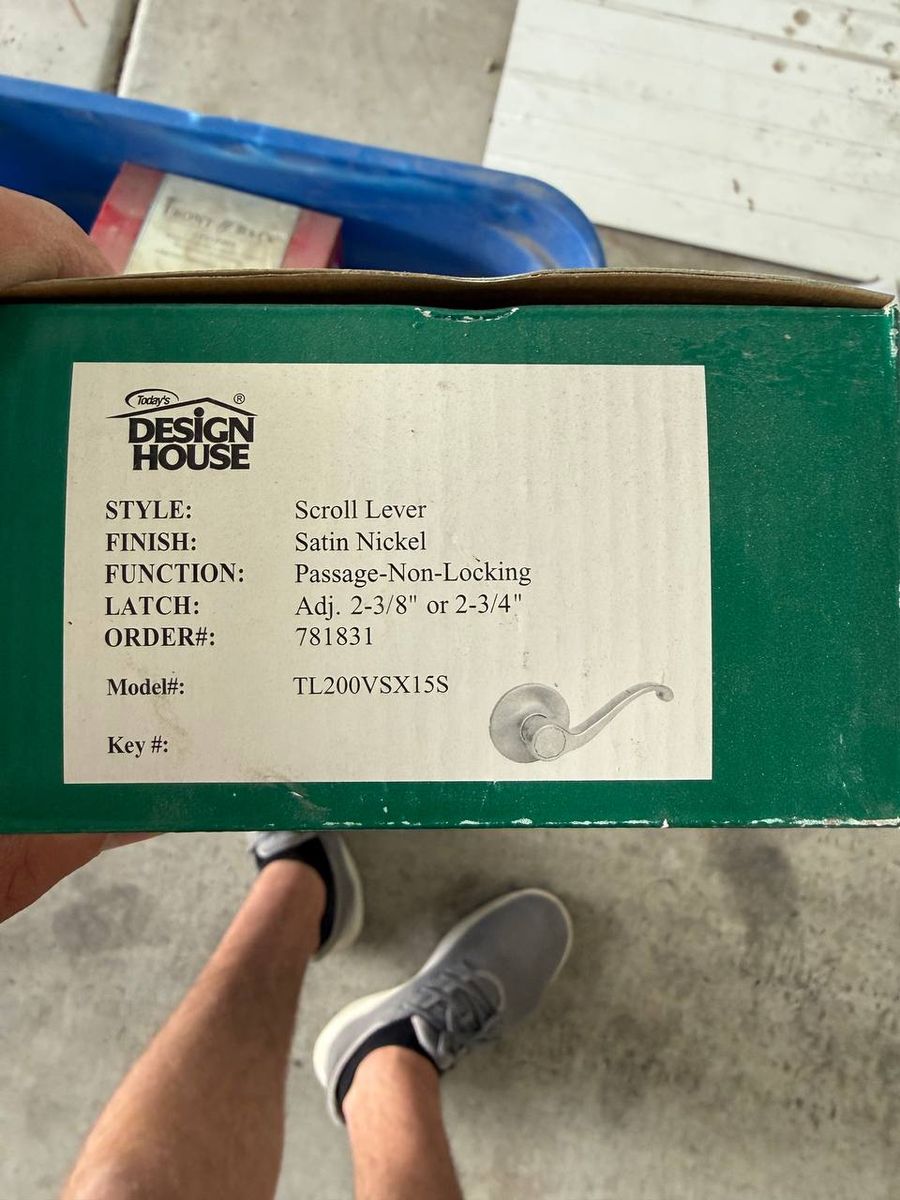 Today's ®
DESIGN
HOUSE
STYLE: Scroll Lever
FINISH: Satin Nickel
FUNCTION: Passage-Non-Locking
LATCH: Adj. 2-3/8" or 2-3/4"
ORDER#: 781831
Model#: TL200VSX15S
Key #: